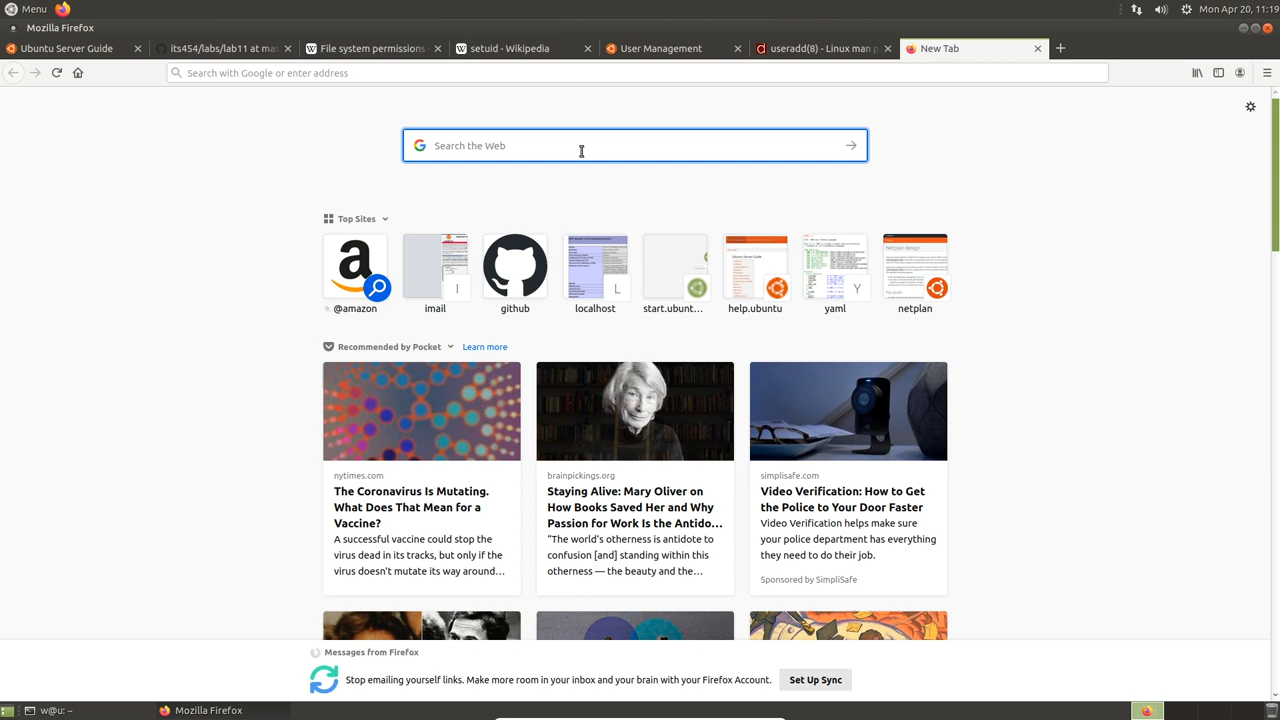 Menu
Mon Apr 20, 11:19
Mozilla Firefox
Ubuntu Server Guide
its454/labs/lab11 at mas
File system permissions -
setuid - Wikipedia
User Management
useradd(8) - Linux man p
New Tab
Search with Google or enter address
Search the Web
Top Sites
@amazon
imail
github
localhost
start.ubunt...
help.ubuntu
yaml
netplan
Recommended by Pocket
Learn more
nytimes.com
The Coronavirus Is Mutating.
What Does That Mean for a
Vaccine?
A successful vaccine could stop the
virus dead in its tracks, but only if the
virus doesn't mutate its way around...
brainpickings.org
Staying Alive: Mary Oliver on
How Books Saved Her and Why
Passion for Work Is the Antido...
"The world's otherness is antidote to
confusion [and] standing within this
otherness — the beauty and the...
simplisafe.com
Video Verification: How to Get
the Police to Your Door Faster
Video Verification helps make sure
your police department has everything
they need to do their job.
Sponsored by SimpliSafe
Messages from Firefox
Stop emailing yourself links. Make more room in your inbox and your brain with your Firefox Account.
Set Up Sync
w@u: ~
Mozilla Firefox